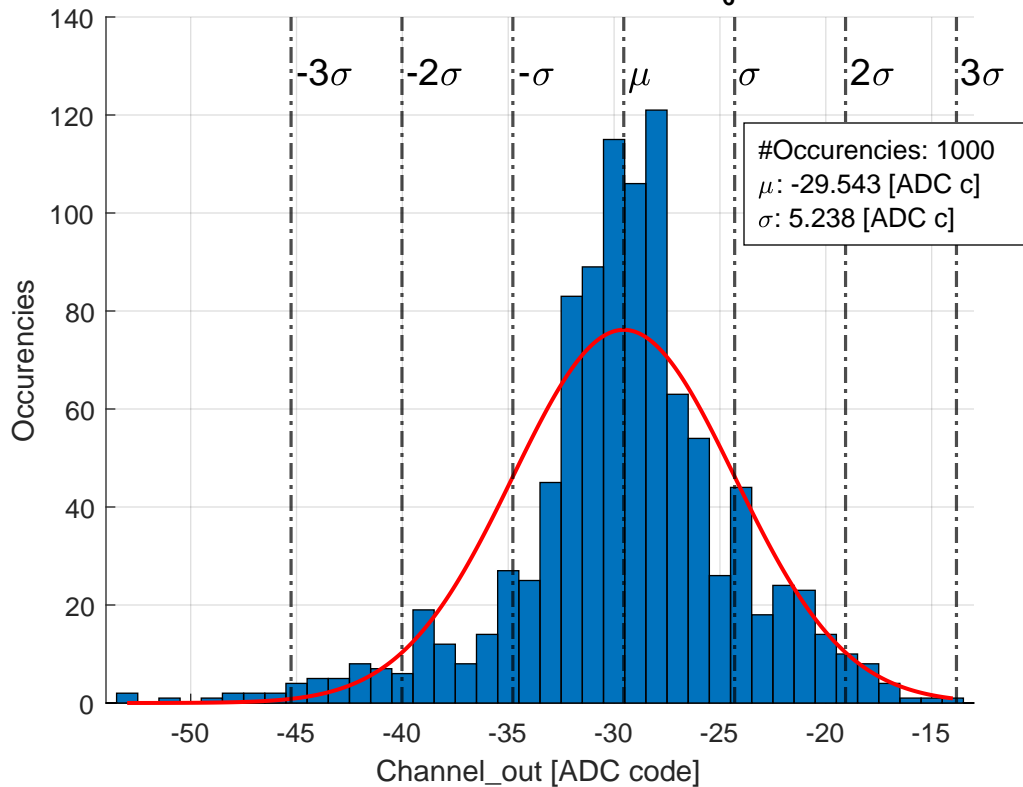 140
120
100
80
60
40
20
0
-3σ -2σ -σ μ σ 2σ 3σ
#Occurencies: 1000
μ: -29.543 [ADC c]
σ: 5.238 [ADC c]
Occurencies
-50 -45 -40 -35 -30 -25 -20 -15
Channel_out [ADC code]